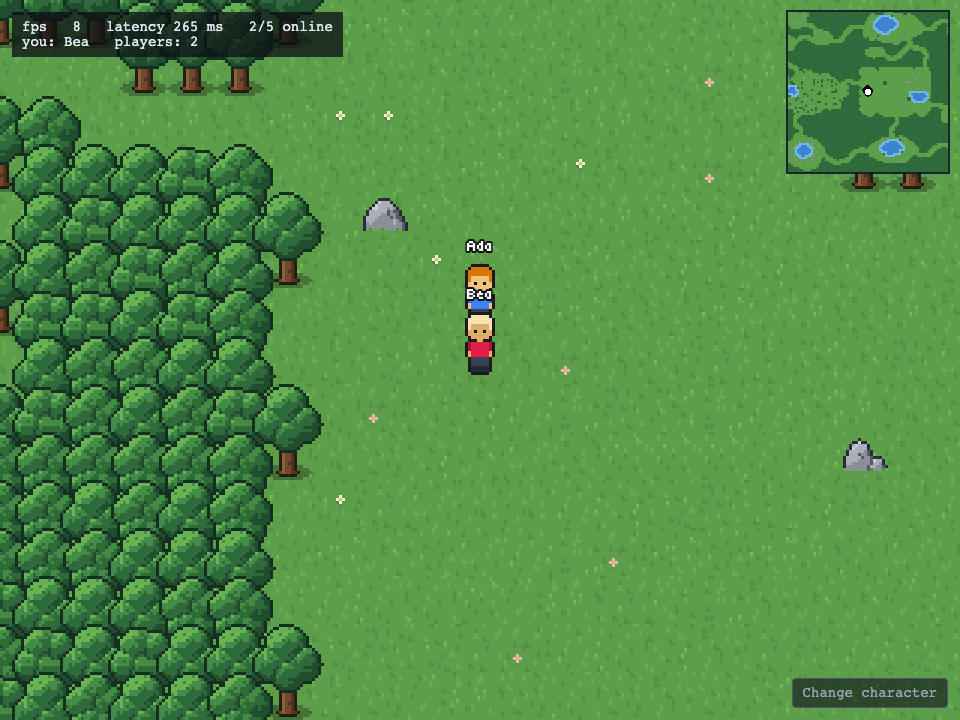 fps 8 latency 265 ms 2/5 online
you: Bea players: 2
Ada
Bea
Change character